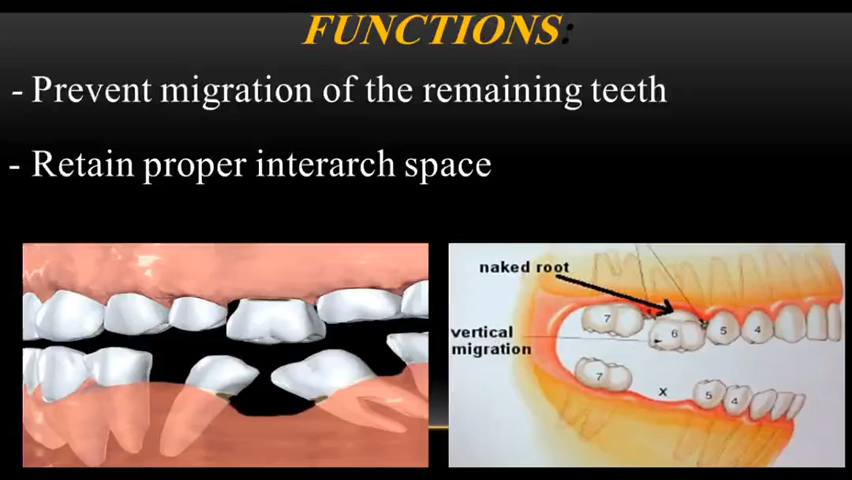 FUNCTIONS:
- Prevent migration of the remaining teeth
- Retain proper interarch space
naked root
vertical
migration
7 6 5 4
7 x 5 4